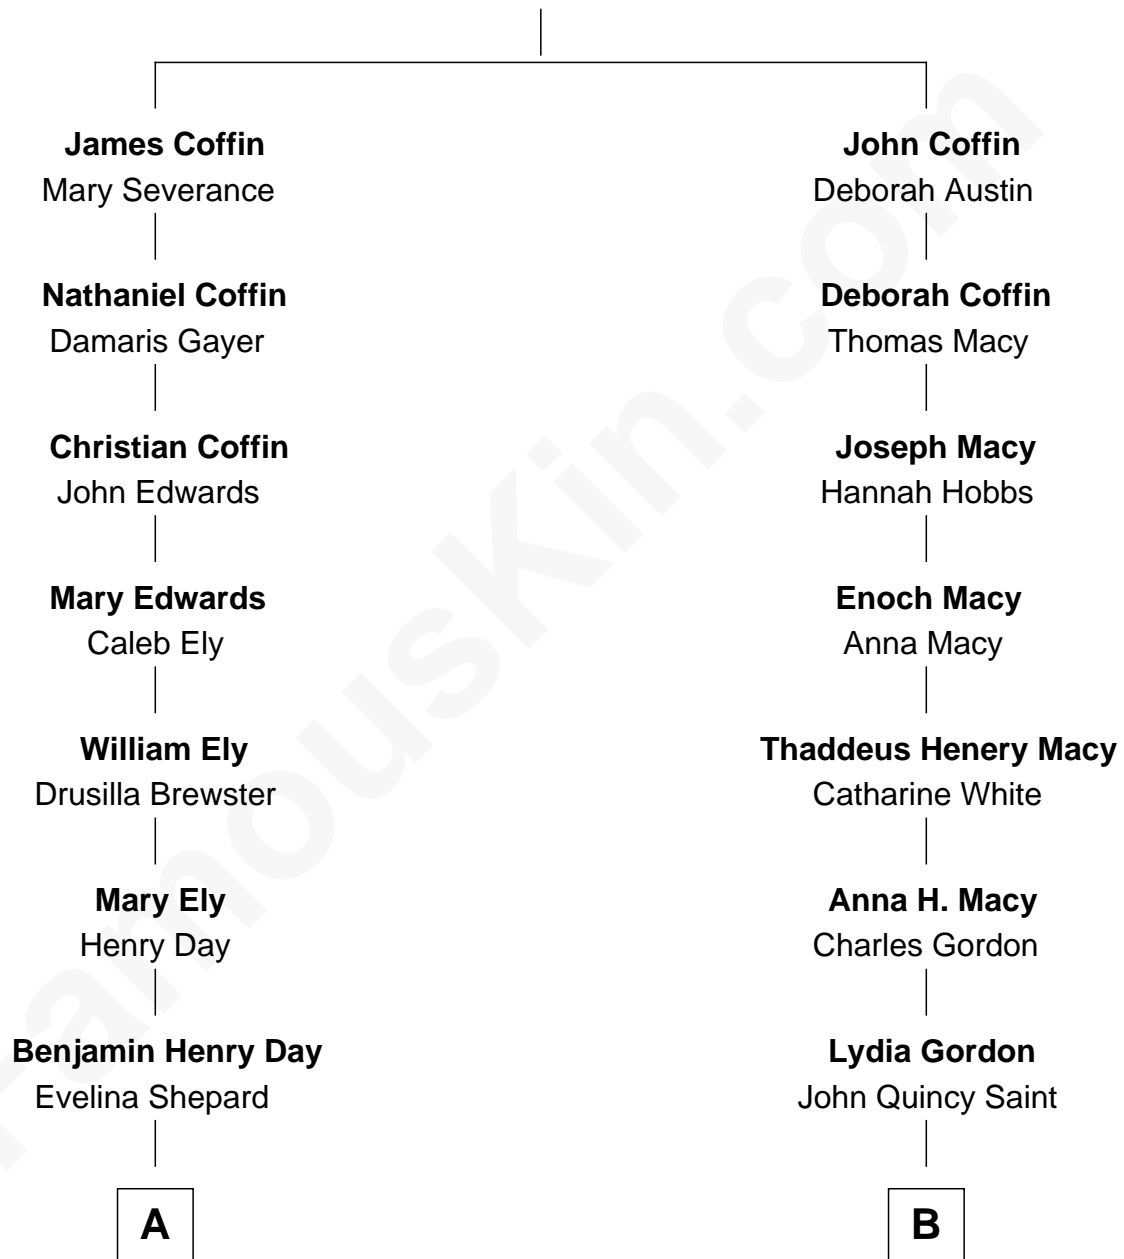 James Coffin
Mary Severance
Nathaniel Coffin
Damaris Gayer
Christian Coffin
John Edwards
Mary Edwards
Caleb Ely
William Ely
Drusilla Brewster
Mary Ely
Henry Day
Benjamin Henry Day
Evelina Shepard
A
John Coffin
Deborah Austin
Deborah Coffin
Thomas Macy
Joseph Macy
Hannah Hobbs
Enoch Macy
Anna Macy
Thaddeus Henery Macy
Catharine White
Anna H. Macy
Charles Gordon
Lydia Gordon
John Quincy Saint
B
FamousKin.com